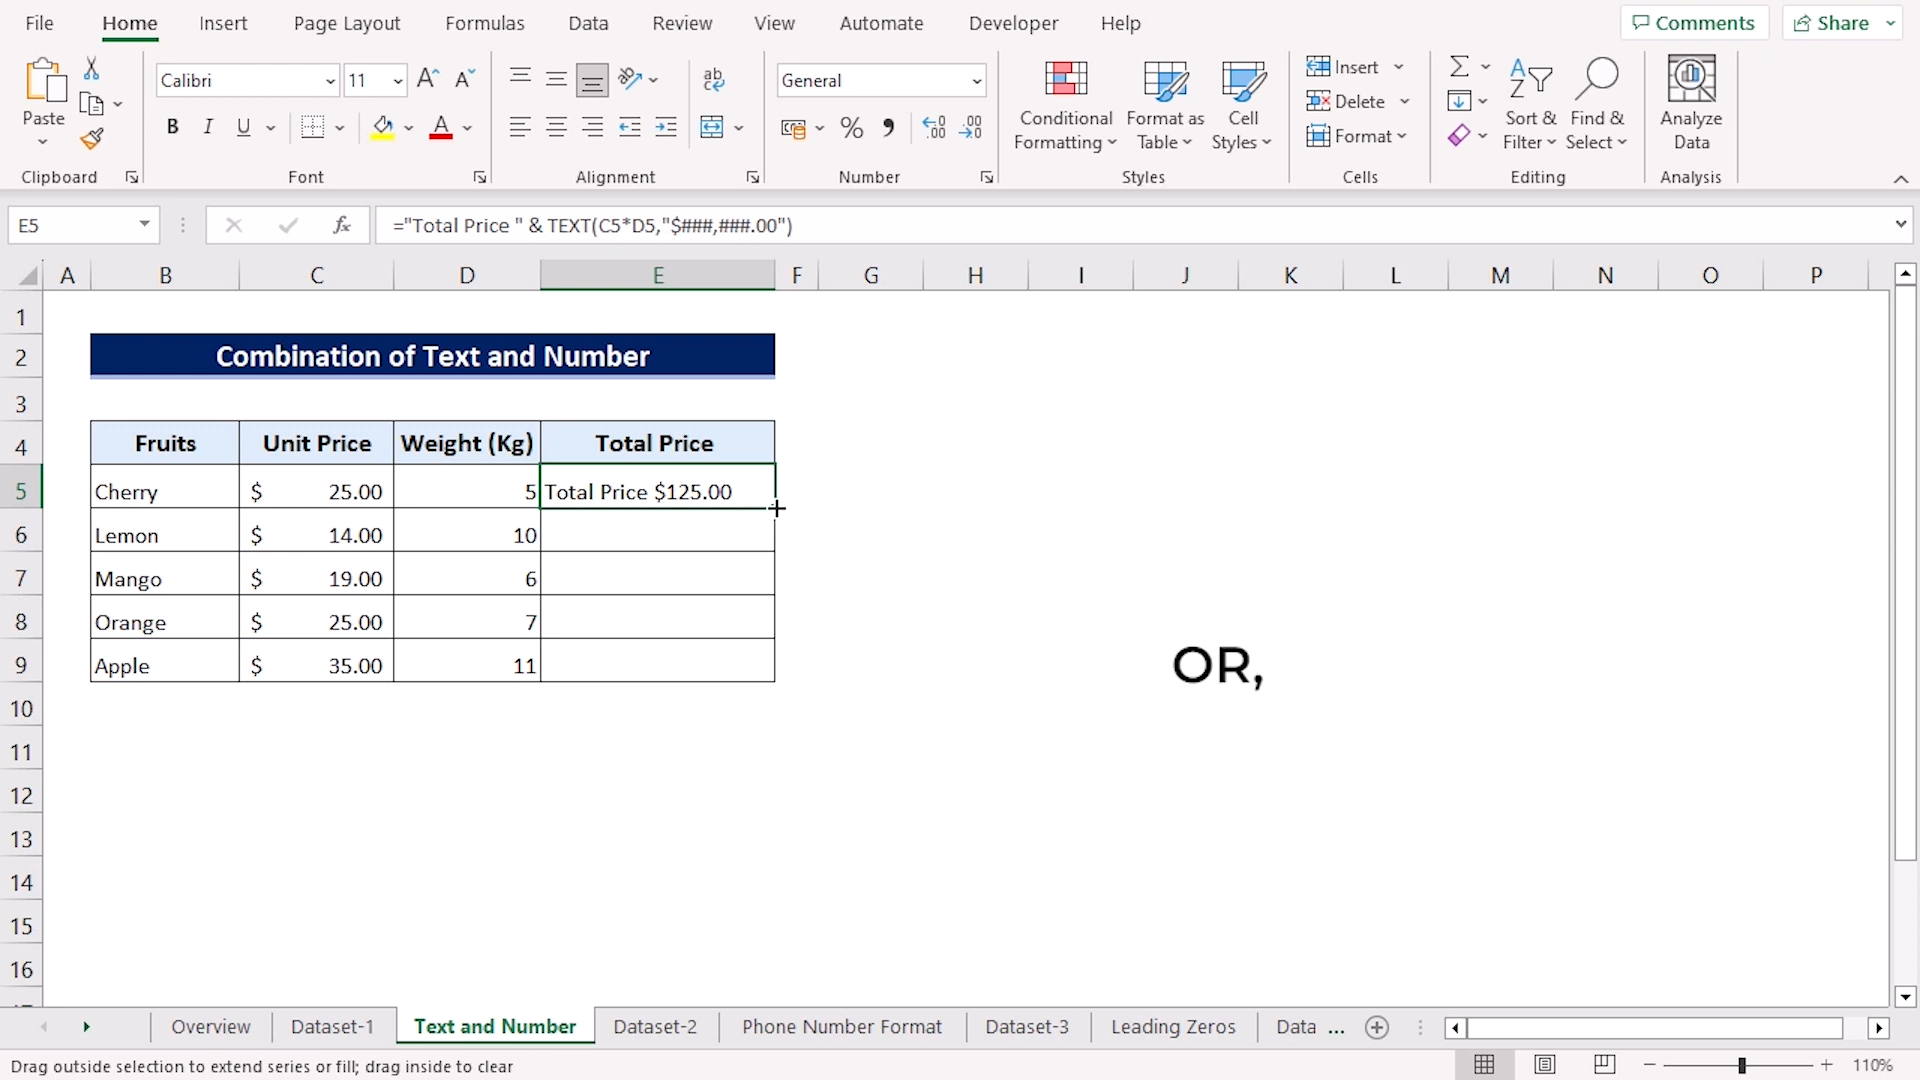 File Home Insert Page Layout Formulas Data Review View Automate Developer Help Comments Share
Calibri 11 General
Paste
B I U
Conditional Formatting
Format as Table
Cell Styles
Insert
Delete
Format
Sort & Filter
Find & Select
Analyze Data
Clipboard Font Alignment Number Styles Cells Editing Analysis
E5 fx ="Total Price " & TEXT(C5*D5,"$###,###.00")
A B C D E F G H I J K L M N O P
1
2 Combination of Text and Number
3
4 Fruits Unit Price Weight (Kg) Total Price
5 Cherry $ 25.00 5 Total Price $125.00
6 Lemon $ 14.00 10
7 Mango $ 19.00 6
8 Orange $ 25.00 7
9 Apple $ 35.00 11
OR,
10
11
12
13
14
15
16
Overview Dataset-1 Text and Number Dataset-2 Phone Number Format Dataset-3 Leading Zeros Data ...
Drag outside selection to extend series or fill; drag inside to clear 110%